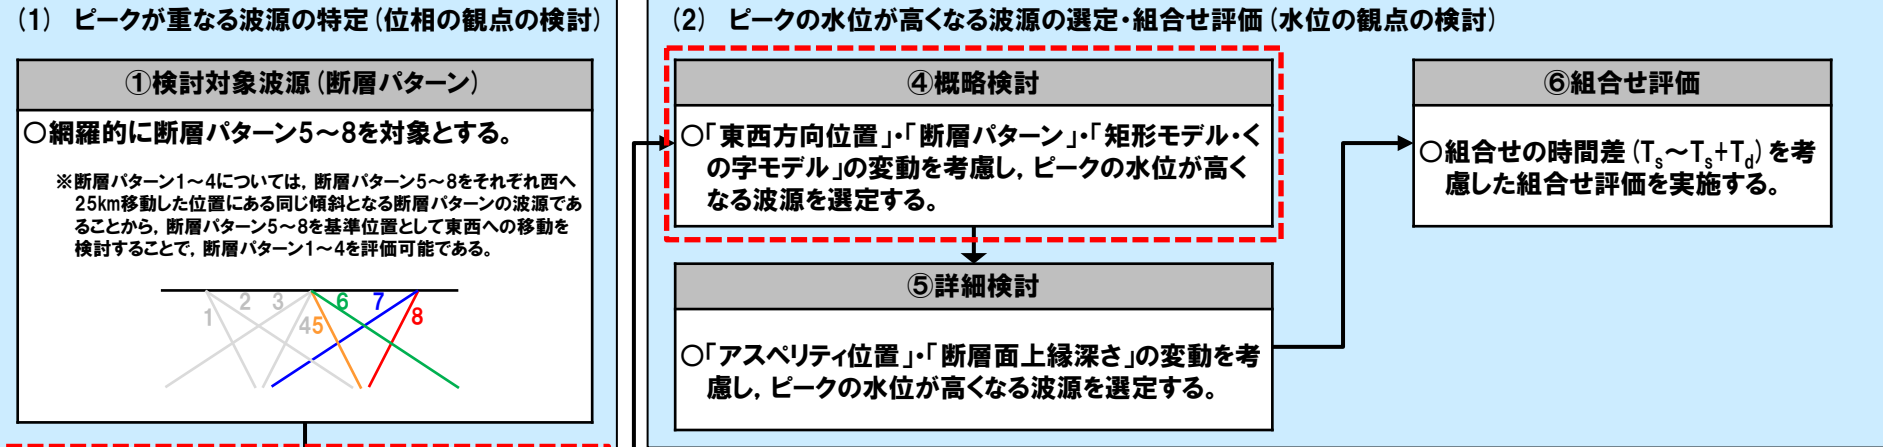 (1) ピークが重なる波源の特定(位相の観点の検討)
①検討対象波源(断層パターン)
○網羅的に断層パターン5～8を対象とする。
※断層パターン1～4については，断層パターン5～8をそれぞれ西へ
25km移動した位置にある同じ傾斜となる断層パターンの波源であ
ることから，断層パターン5～8を基準位置として東西への移動を
検討することで，断層パターン1～4を評価可能である。
1 2 3 4 5 6 7 8
(2) ピークの水位が高くなる波源の選定・組合せ評価(水位の観点の検討)
④概略検討
○「東西方向位置」・「断層パターン」・「矩形モデル・く
の字モデル」の変動を考慮し，ピークの水位が高く
なる波源を選定する。
⑤詳細検討
○「アスペリティ位置」・「断層面上縁深さ」の変動を考
慮し，ピークの水位が高くなる波源を選定する。
⑥組合せ評価
○組合せの時間差(Ts～Ts+Td)を考
慮した組合せ評価を実施する。